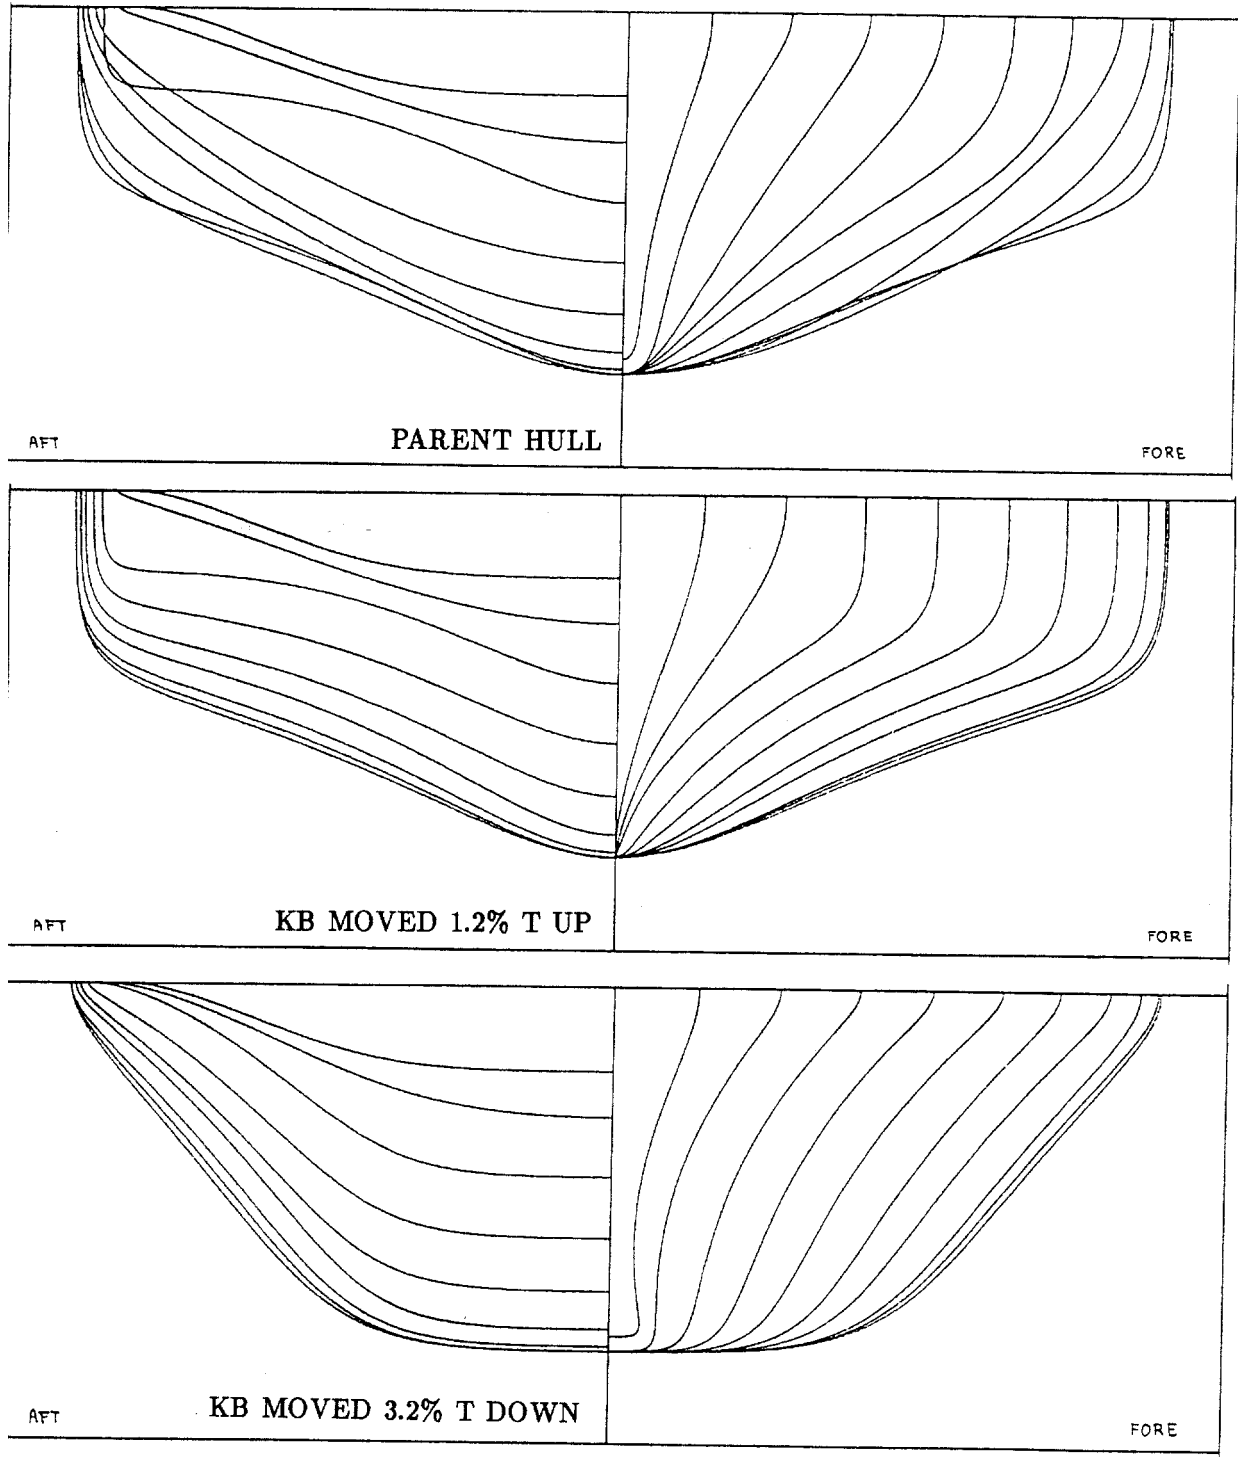 AFT PARENT HULL FORE
AFT KB MOVED 1.2% T UP FORE
AFT KB MOVED 3.2% T DOWN FORE